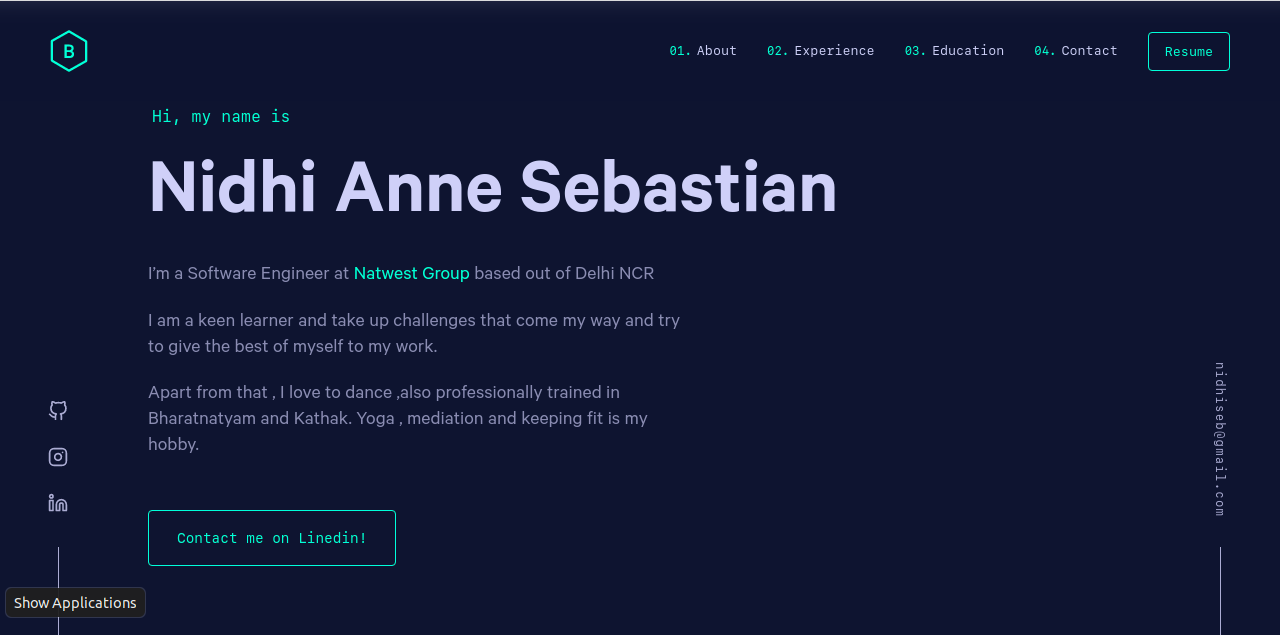 B
01. About 02. Experience 03. Education 04. Contact Resume
Hi, my name is
Nidhi Anne Sebastian
I'm a Software Engineer at Natwest Group based out of Delhi NCR
I am a keen learner and take up challenges that come my way and try
to give the best of myself to my work.
Apart from that , I love to dance ,also professionally trained in
Bharatnatyam and Kathak. Yoga , mediation and keeping fit is my
hobby.
Contact me on Linedin!
nidhiseb@gmail.com
Show Applications